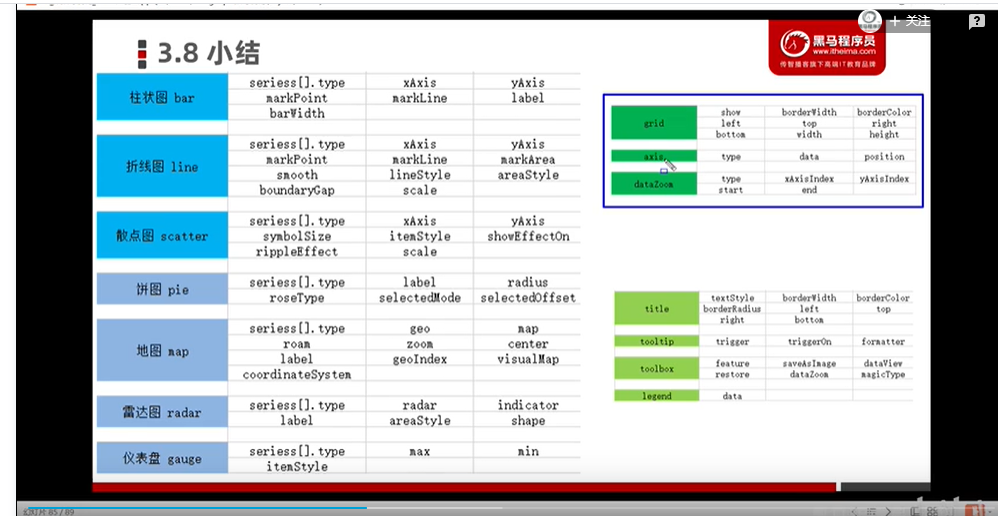 + 关注
?
3.8 小结
黑马程序员
www.itheima.com
传智播客旗下高端IT教育品牌
柱状图 bar
seriess[].type xAxis yAxis
markPoint markLine label
barWidth
折线图 line
seriess[].type xAxis yAxis
markPoint markLine markArea
smooth lineStyle areaStyle
boundaryGap scale
散点图 scatter
seriess[].type xAxis yAxis
symbolSize itemStyle showEffectOn
rippleEffect scale
饼图 pie
seriess[].type label radius
roseType selectedMode selectedOffset
地图 map
seriess[].type geo map
roam zoom center
label geoIndex visualMap
coordinateSystem
雷达图 radar
seriess[].type radar indicator
label areaStyle shape
仪表盘 gauge
seriess[].type max min
itemStyle
grid
show borderWidth borderColor
left top right
bottom width height
axis type data position
dataZoom
type xAxisIndex yAxisIndex
start end
title
textStyle borderWidth borderColor
borderRadius left top
right bottom
tooltip trigger triggerOn formatter
toolbox
feature saveAsImage dataView
restore dataZoom magicType
legend data